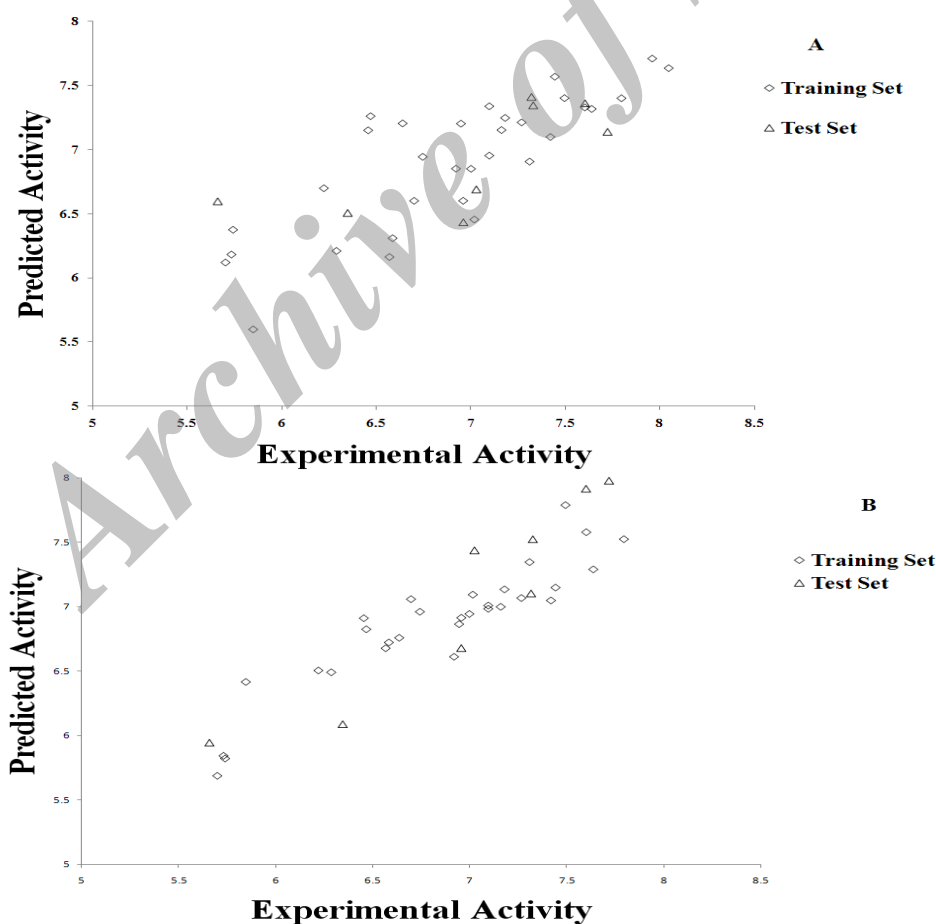 A
Training Set
Test Set
8
7.5
7
6.5
6
5.5
5
5 5.5 6 6.5 7 7.5 8 8.5
Predicted Activity
Experimental Activity
Archive of
B
Training Set
Test Set
8
7.5
7
6.5
6
5.5
5
5 5.5 6 6.5 7 7.5 8 8.5
Predicted Activity
Experimental Activity